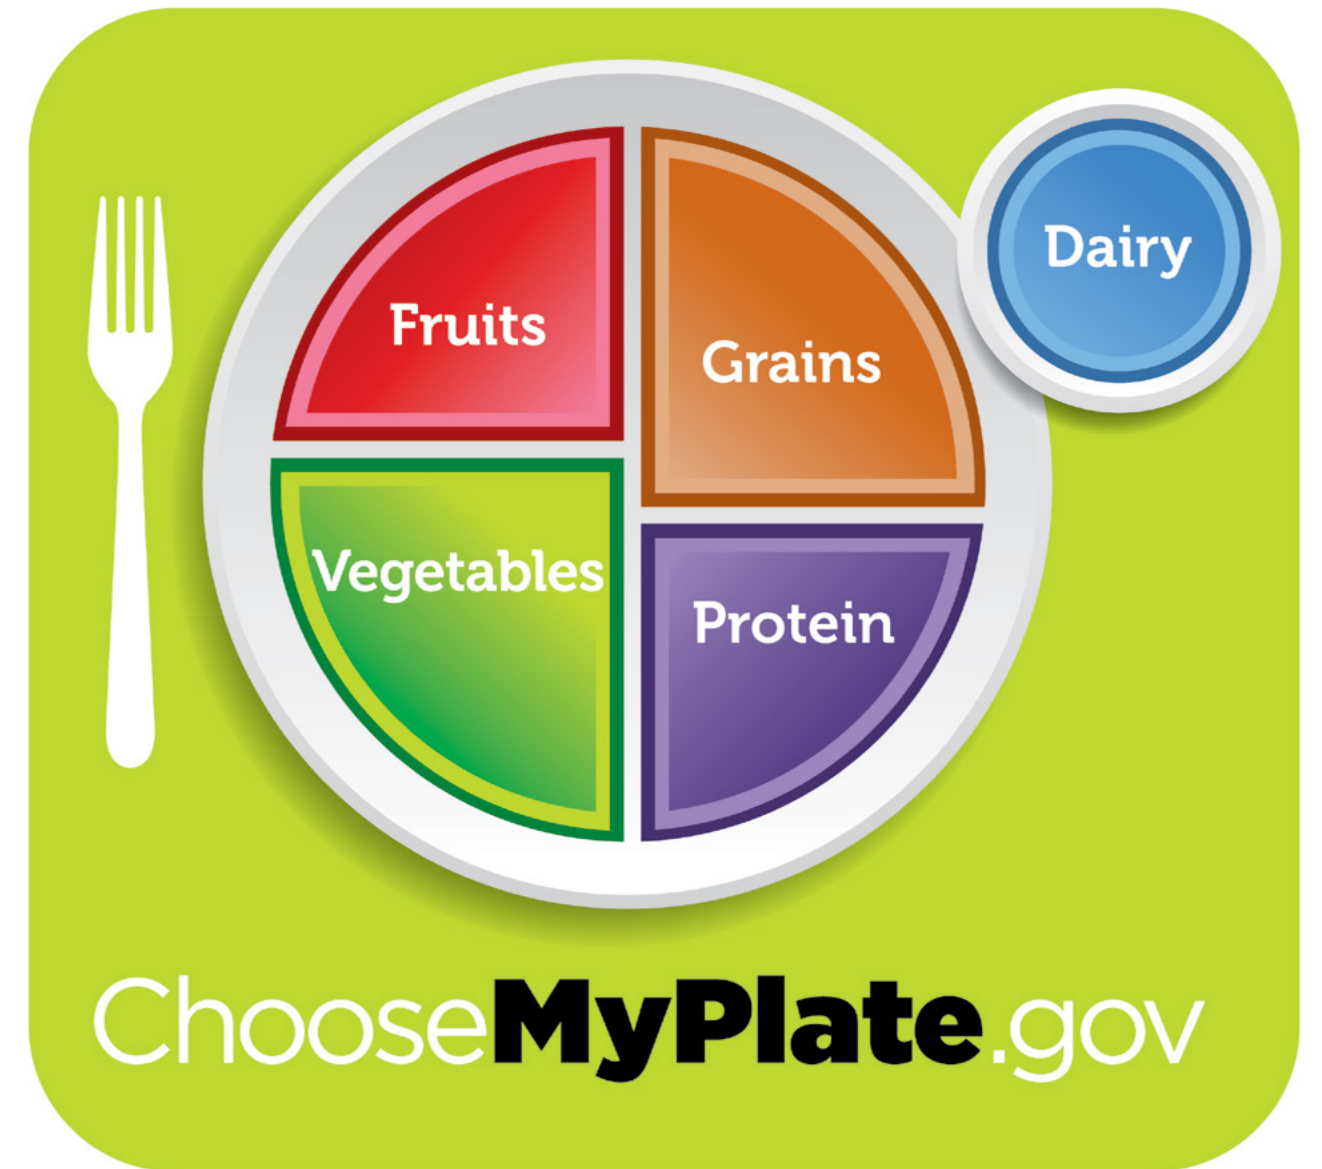 Fruits
Grains
Dairy
Vegetables
Protein
ChooseMyPlate.gov